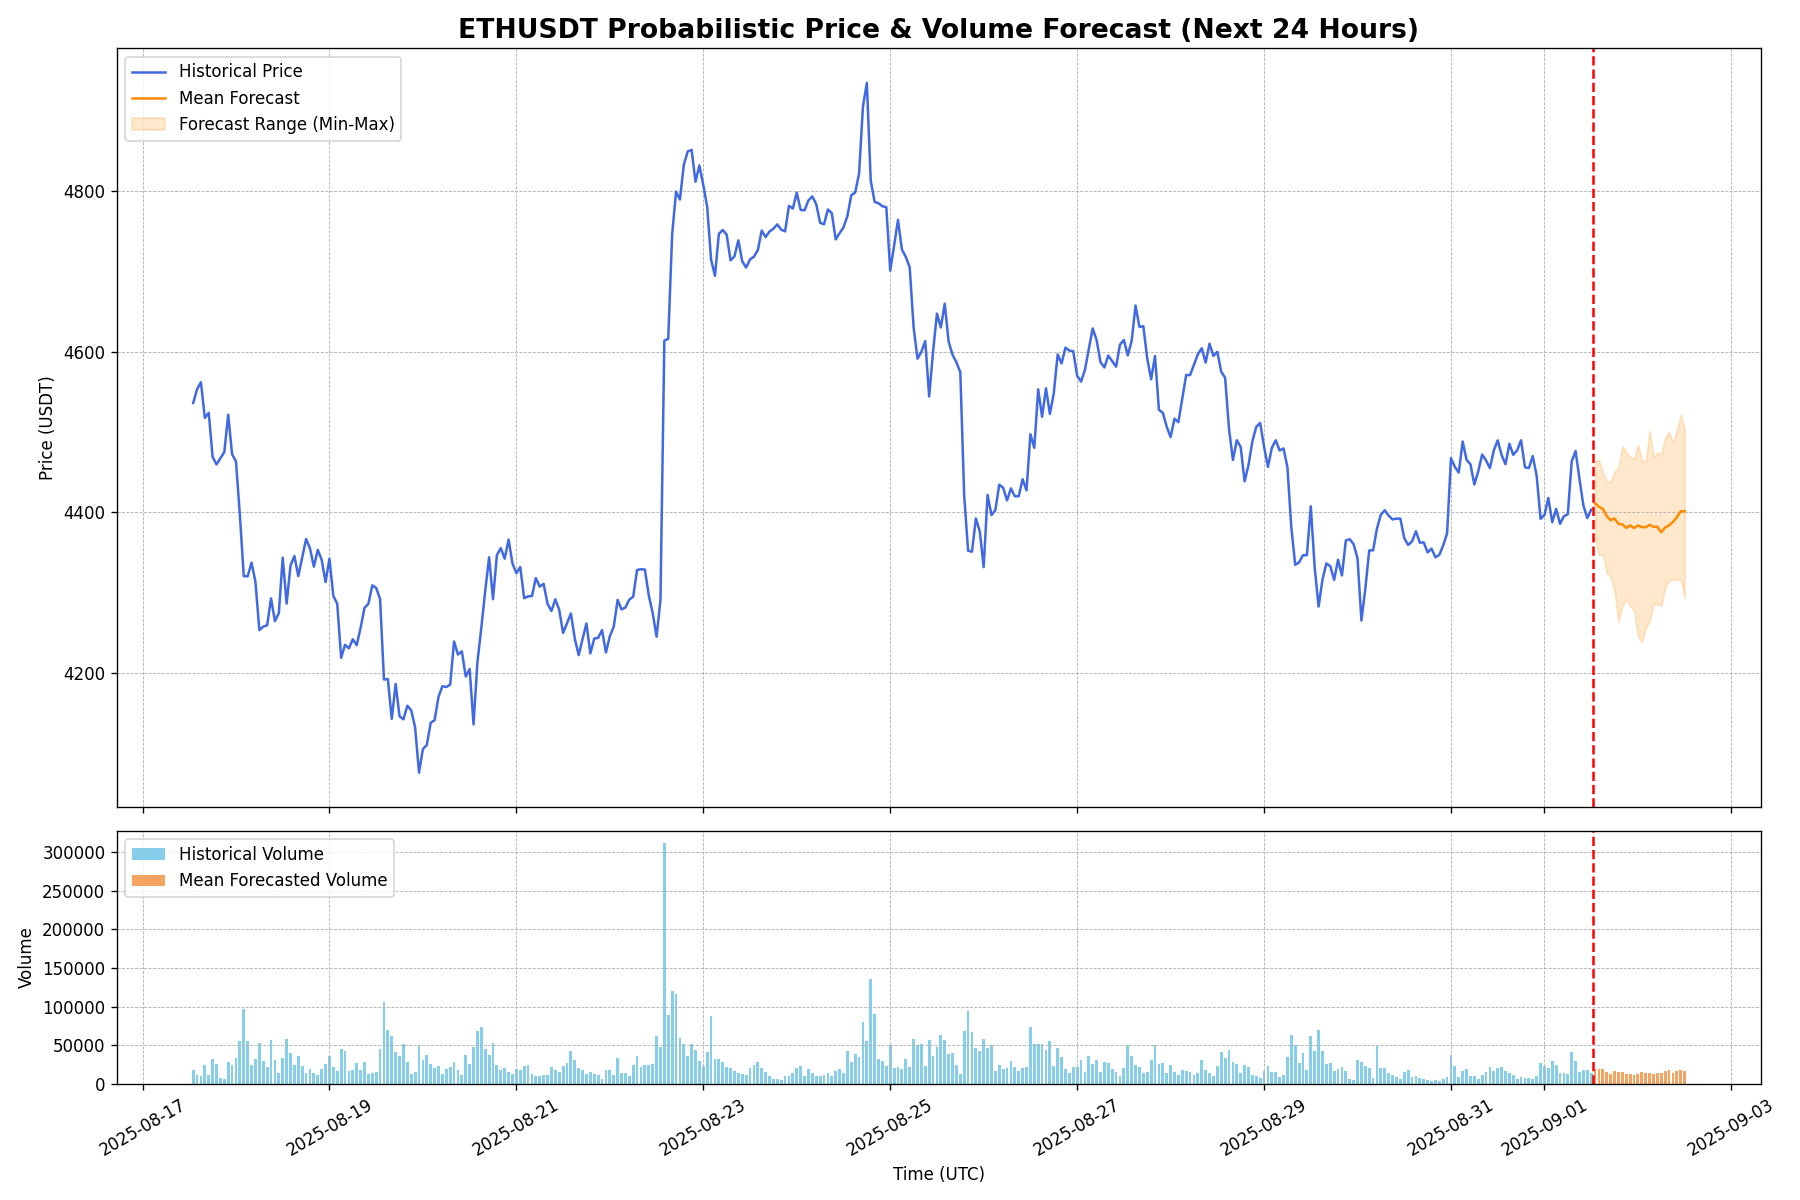 ETHUSDT Probabilistic Price & Volume Forecast (Next 24 Hours)
Historical Price
Mean Forecast
Forecast Range (Min-Max)
Price (USDT)
4800
4600
4400
4200
Historical Volume
Mean Forecasted Volume
Volume
300000
250000
200000
150000
100000
50000
0
2025-08-17
2025-08-19
2025-08-21
2025-08-23
2025-08-25
2025-08-27
2025-08-29
2025-08-31
2025-09-01
2025-09-03
Time (UTC)